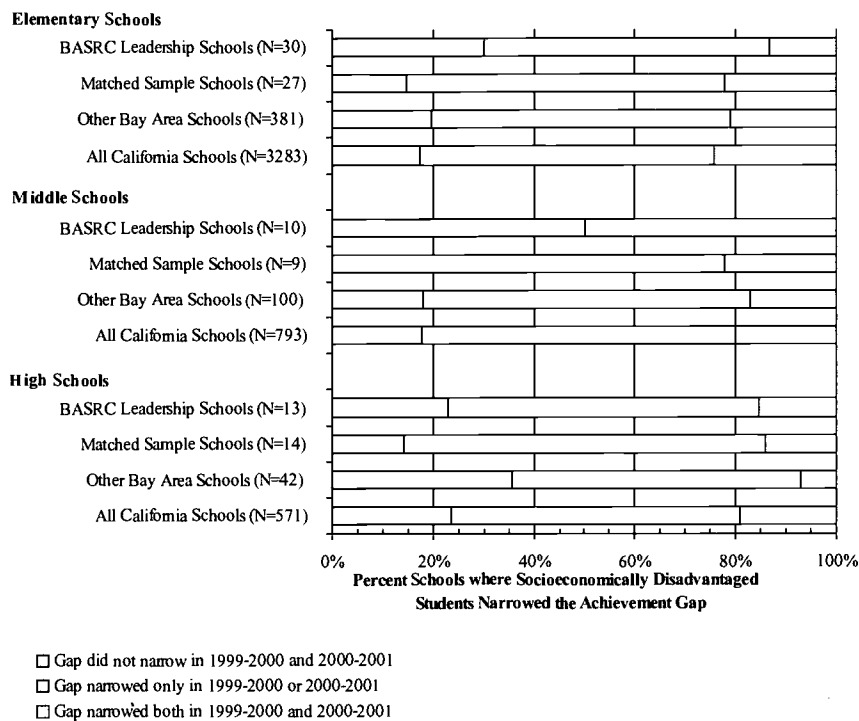 Elementary Schools
BASRC Leadership Schools (N=30)
Matched Sample Schools (N=27)
Other Bay Area Schools (N=381)
All California Schools (N=3283)
Middle Schools
BASRC Leadership Schools (N=10)
Matched Sample Schools (N=9)
Other Bay Area Schools (N=100)
All California Schools (N=793)
High Schools
BASRC Leadership Schools (N=13)
Matched Sample Schools (N=14)
Other Bay Area Schools (N=42)
All California Schools (N=571)
0% 20% 40% 60% 80% 100%
Percent Schools where Socioeconomically Disadvantaged
Students Narrowed the Achievement Gap
Gap did not narrow in 1999-2000 and 2000-2001
Gap narrowed only in 1999-2000 or 2000-2001
Gap narrowed both in 1999-2000 and 2000-2001